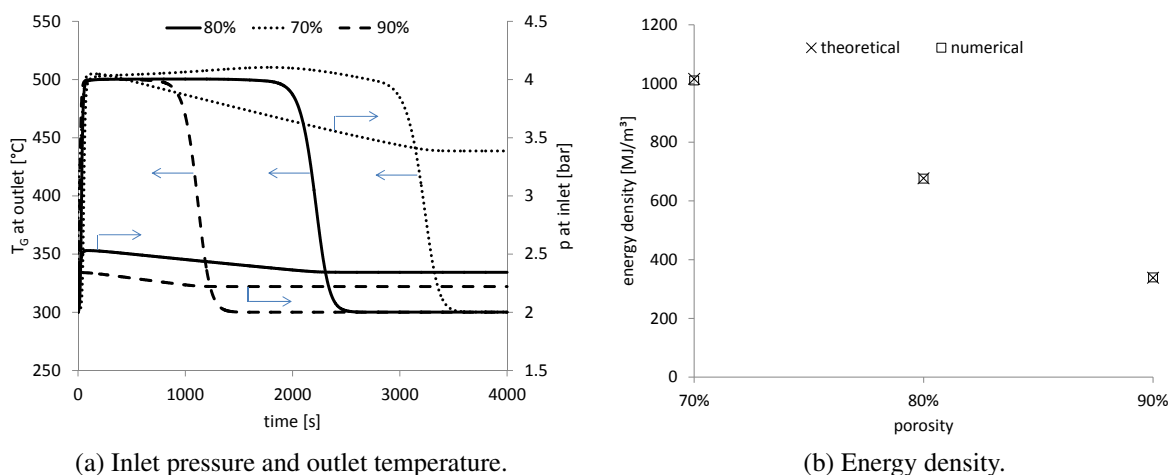 80% 70% 90%
550
500
450
400
350
300
250
T_G at outlet [°C]
4.5
4
3.5
3
2.5
2
1.5
p at inlet [bar]
0 1000 2000 3000 4000
time [s]
(a) Inlet pressure and outlet temperature.
theoretical numerical
1200
1000
800
600
400
200
0
energy density [MJ/m³]
70% 80% 90%
porosity
(b) Energy density.